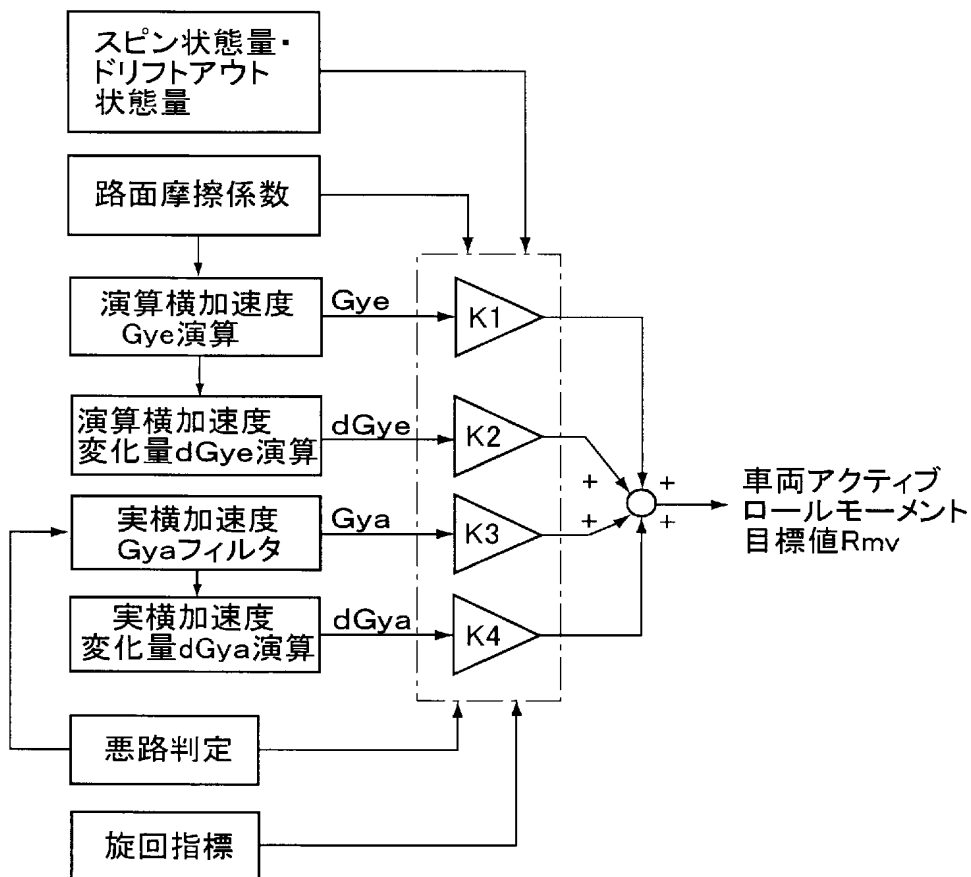 スピン状態量・
ドリフトアウト
状態量
路面摩擦係数
演算横加速度
Gye演算
Gye
K1
演算横加速度
変化量dGye演算
dGye
K2
実横加速度
Gyaフィルタ
Gya
K3
実横加速度
変化量dGya演算
dGya
K4
+ +
+ +
車両アクティブ
ロールモーメント
目標値Rmv
悪路判定
旋回指標